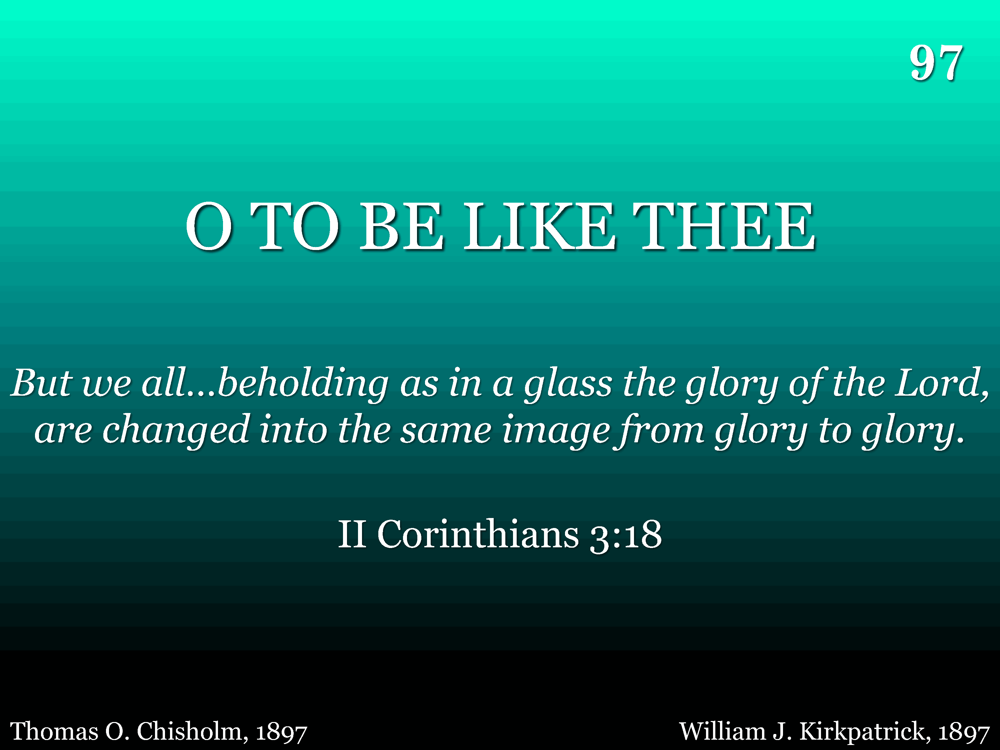 97
O TO BE LIKE THEE
But we all...beholding as in a glass the glory of the Lord,
are changed into the same image from glory to glory.
II Corinthians 3:18
Thomas O. Chisholm, 1897
William J. Kirkpatrick, 1897